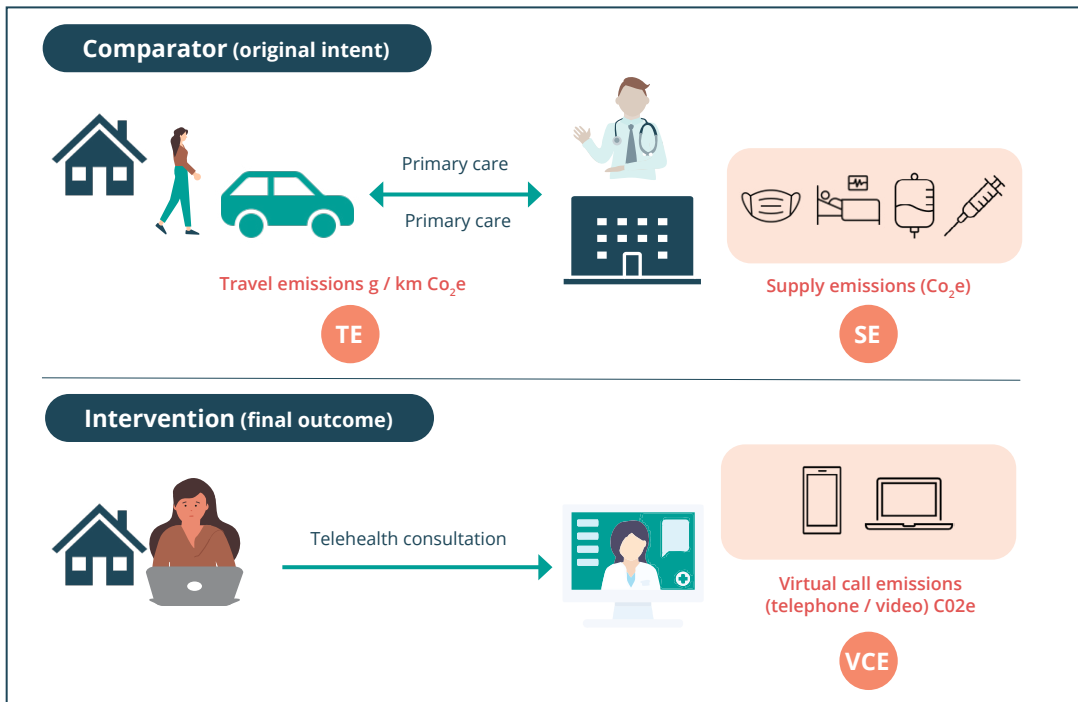 Comparator (original intent)
Primary care
Primary care
Travel emissions g / km Co₂e
TE
Supply emissions (Co₂e)
SE
Intervention (final outcome)
Telehealth consultation
Virtual call emissions
(telephone / video) C02e
VCE